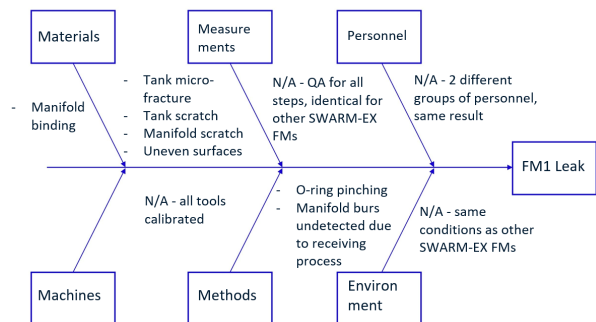 Materials
Measure
ments
Personnel
- Manifold
binding
- Tank micro-
fracture
- Tank scratch
- Manifold scratch
- Uneven surfaces
N/A - QA for all
steps, identical for
other SWARM-EX
FMs
N/A - 2 different
groups of personnel,
same result
FM1 Leak
N/A - all tools
calibrated
- O-ring pinching
- Manifold burs
undetected due
to receiving
process
N/A - same
conditions as other
SWARM-EX FMs
Machines
Methods
Environ
ment